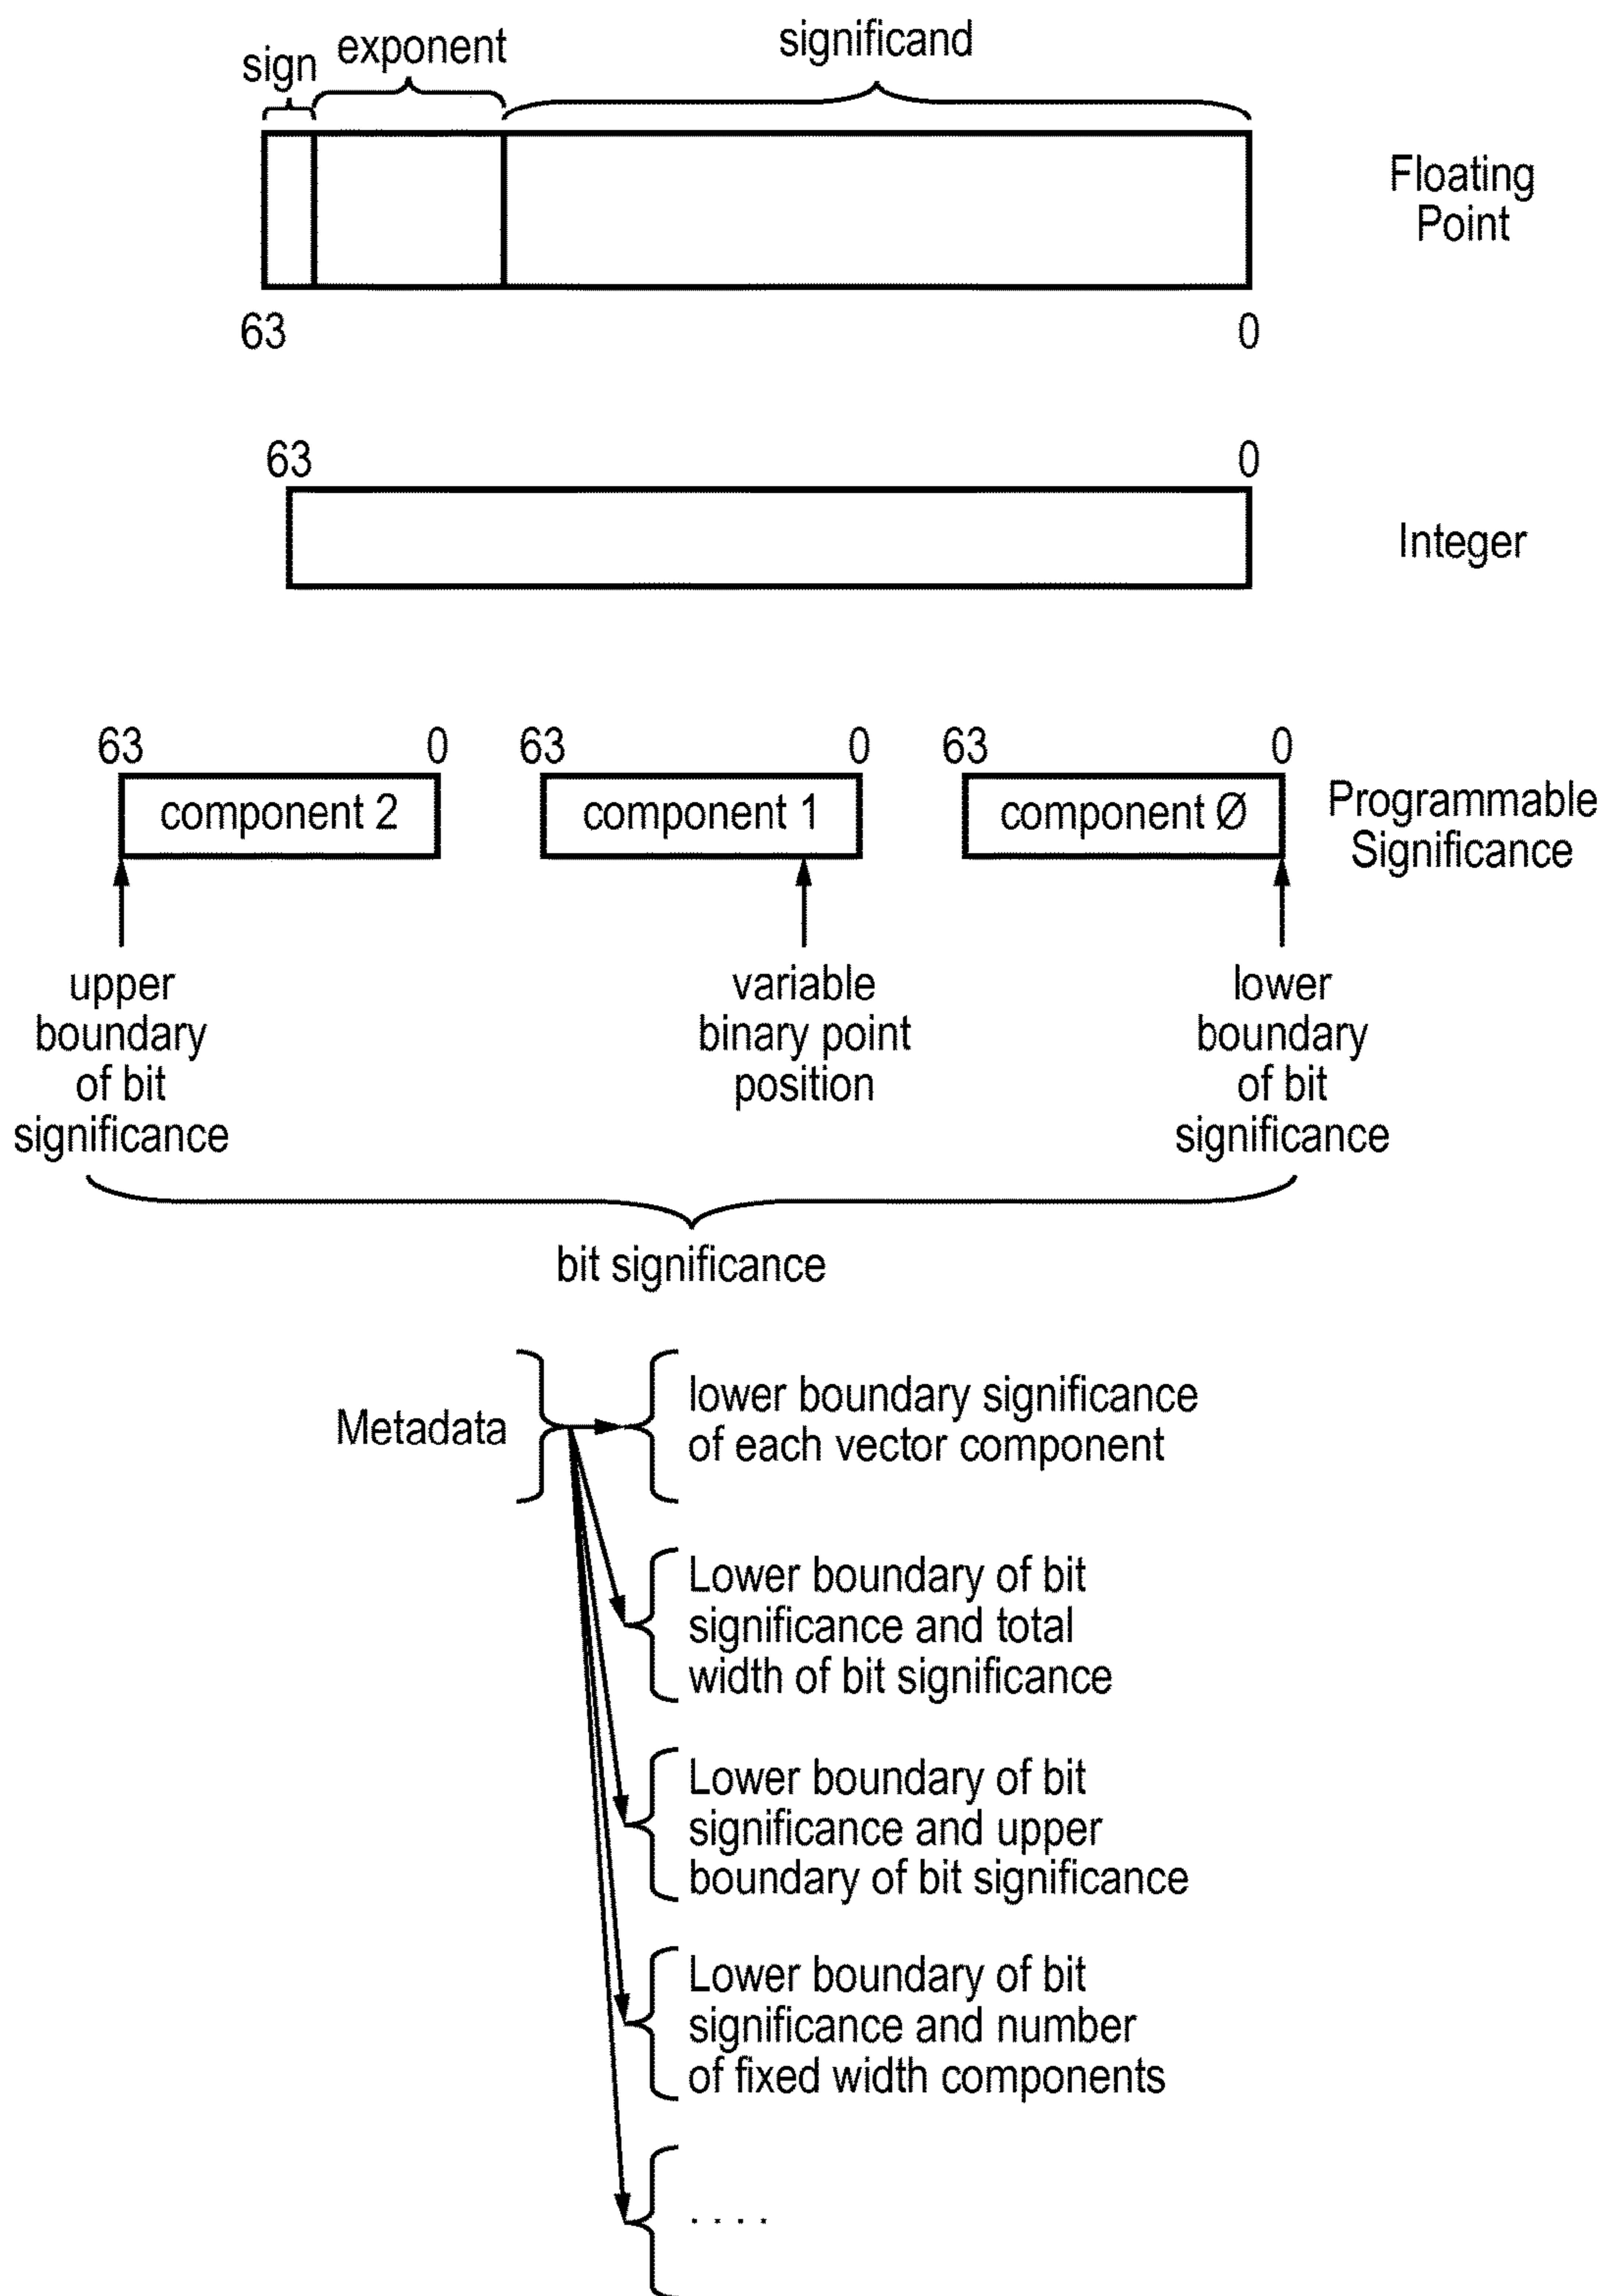 sign exponent significand
Floating
Point
63 0
63 0
Integer
63 0 63 0 63 0
component 2 component 1 component Ø
Programmable
Significance
upper
boundary
of bit
significance
variable
binary point
position
lower
boundary
of bit
significance
bit significance
Metadata
lower boundary significance
of each vector component
Lower boundary of bit
significance and total
width of bit significance
Lower boundary of bit
significance and upper
boundary of bit significance
Lower boundary of bit
significance and number
of fixed width components
. . . .